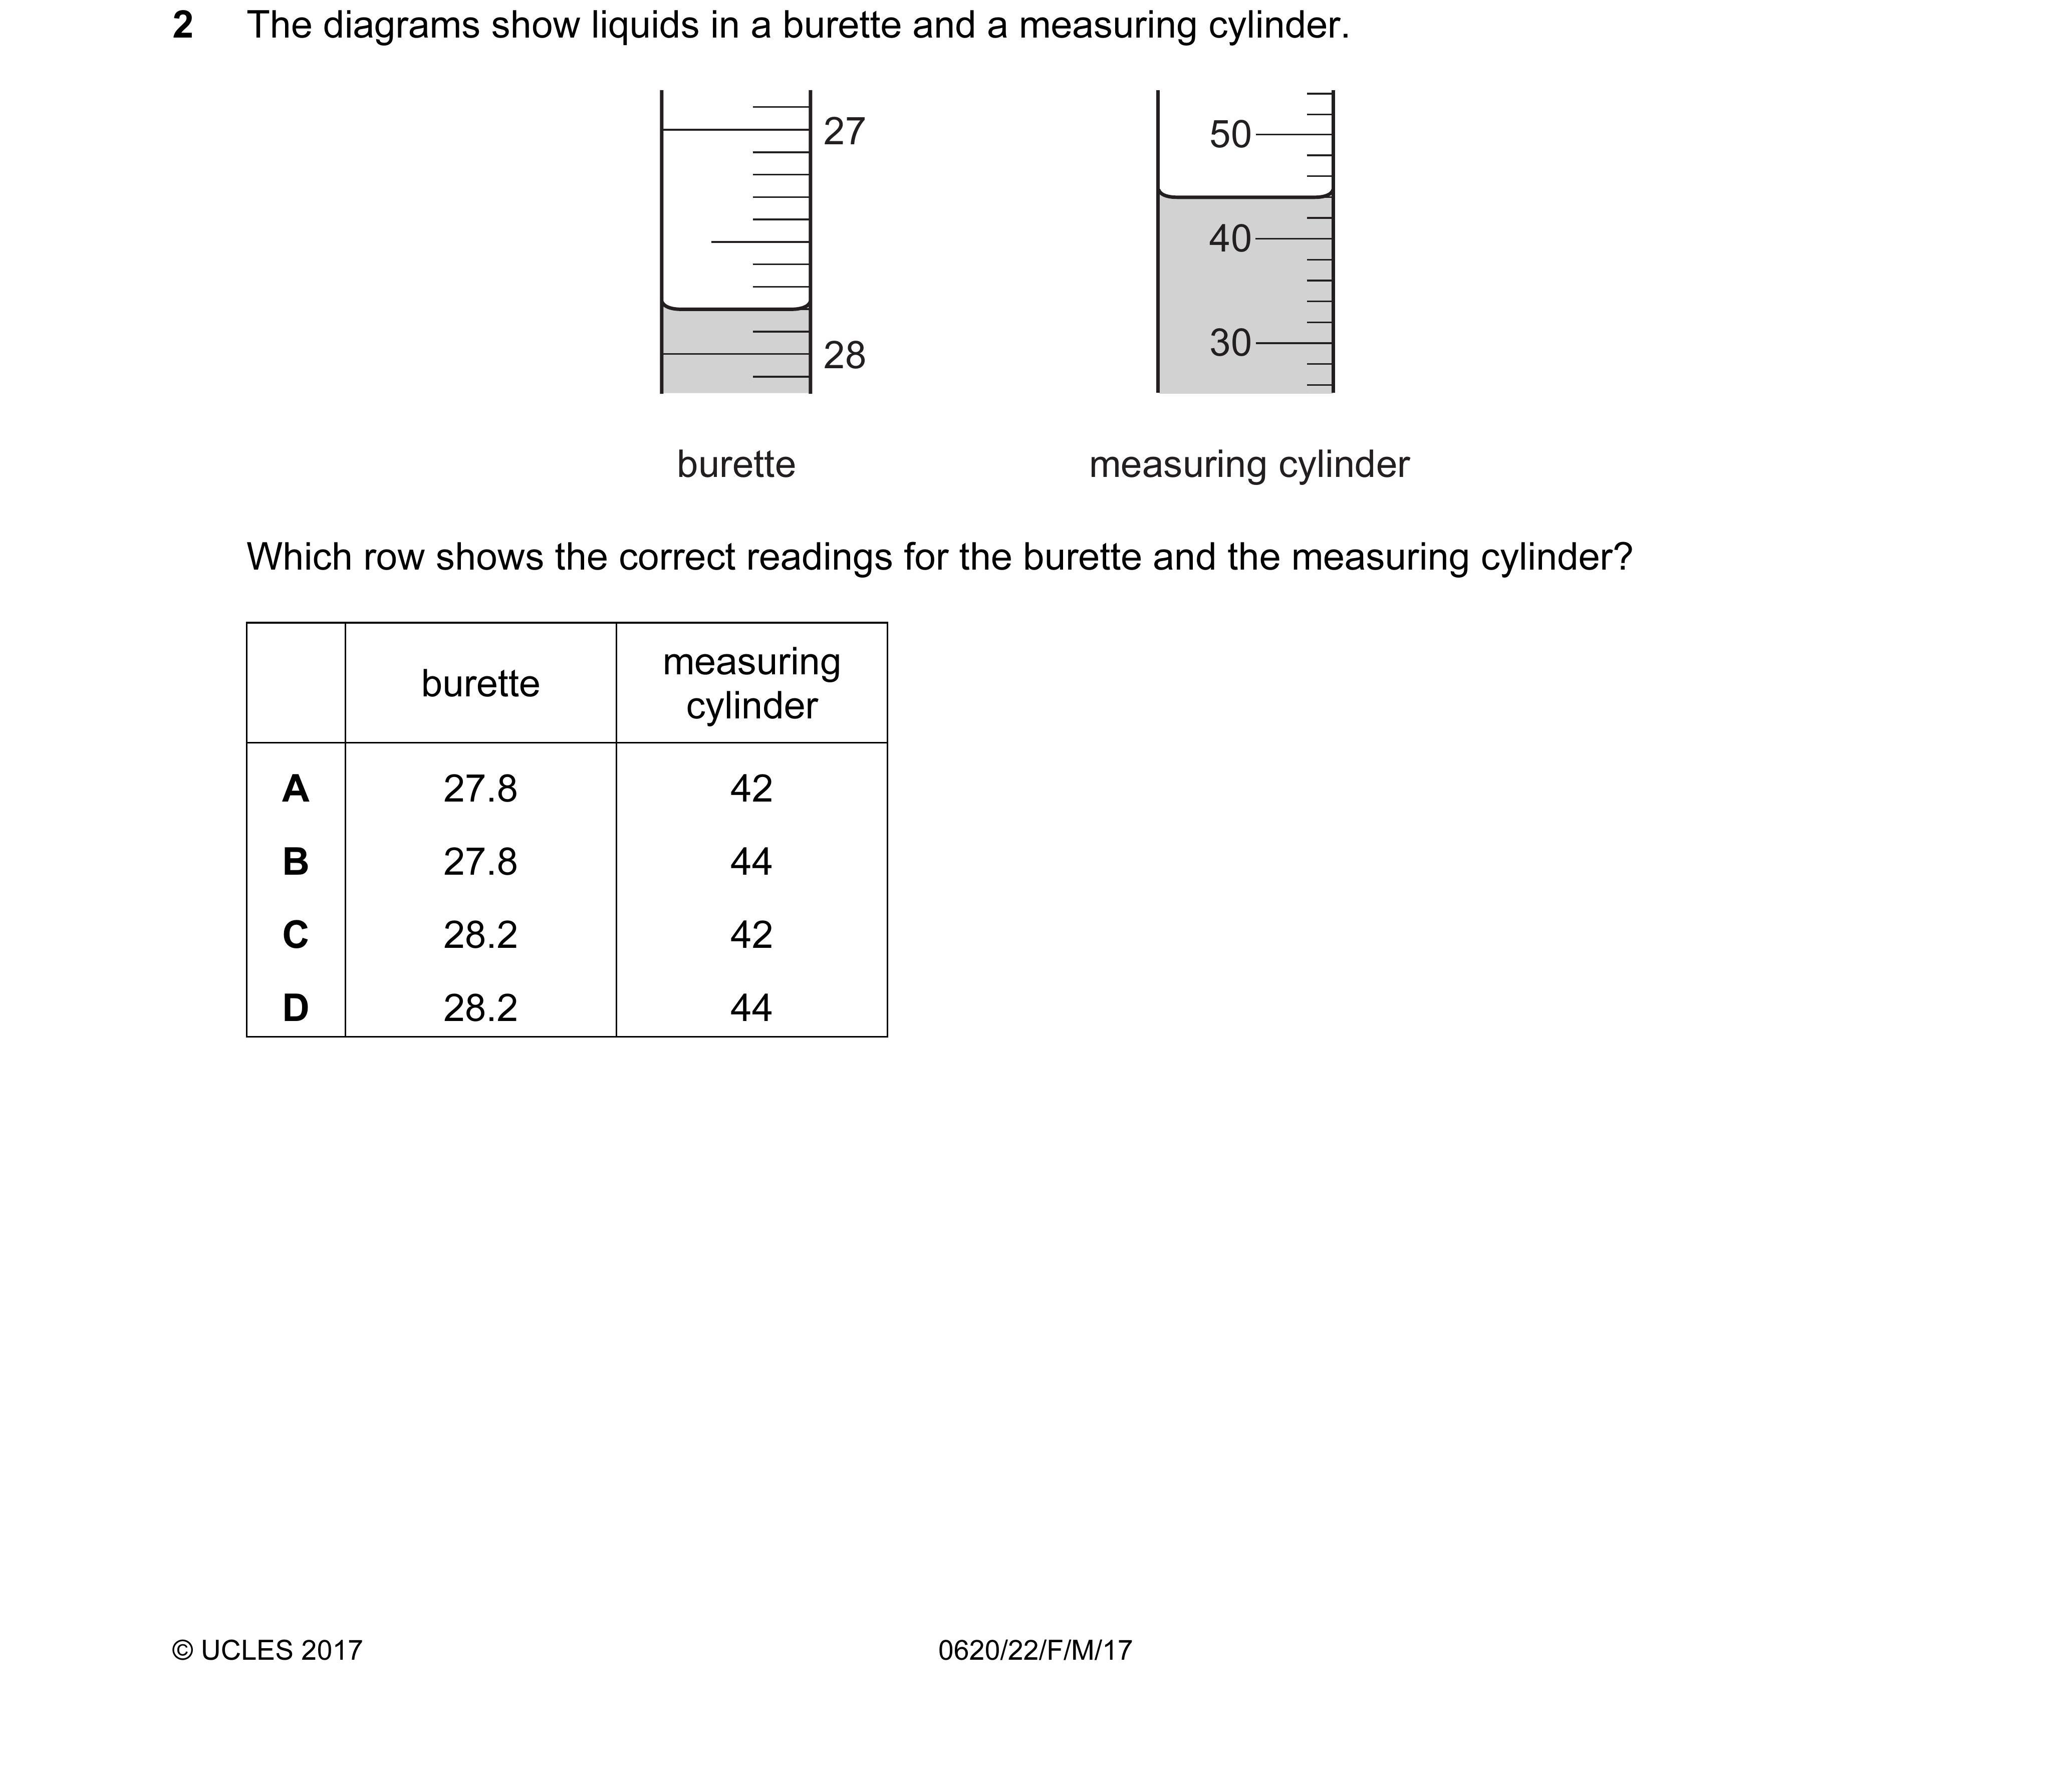 2 The diagrams show liquids in a burette and a measuring cylinder.
27
28
burette
50
40
30
measuring cylinder
Which row shows the correct readings for the burette and the measuring cylinder?
burette measuring cylinder
A 27.8 42
B 27.8 44
C 28.2 42
D 28.2 44
© UCLES 2017 0620/22/F/M/17